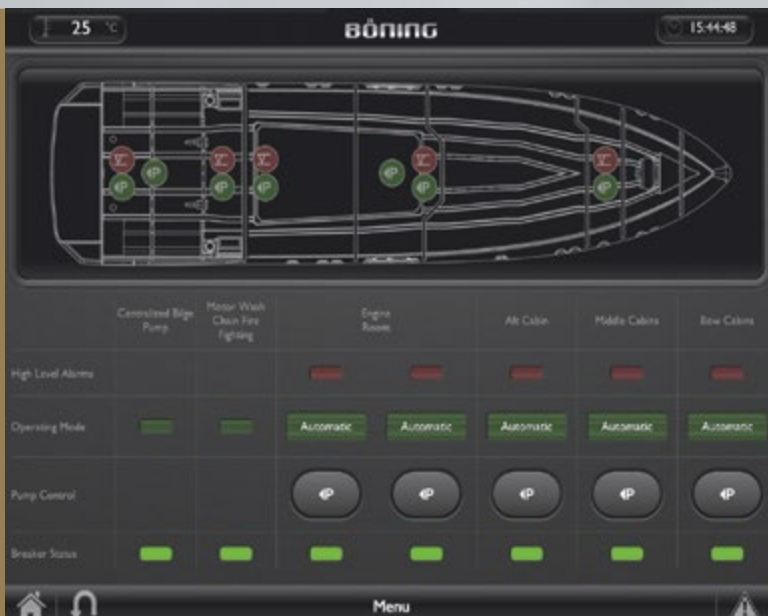 25 °C
BÖNING
15:44:48
P
P
P
P
P
P
P
Centralized Bilge
Pump
Motor Wash
Chain Fire
Fighting
Engine
Room
Aft Cabin
Middle Cabins
Bow Cabins
High Level Alarms
Operating Mode
Automatic
Automatic
Automatic
Automatic
Automatic
Pump Control
P
P
P
P
P
Breaker Status
Menu